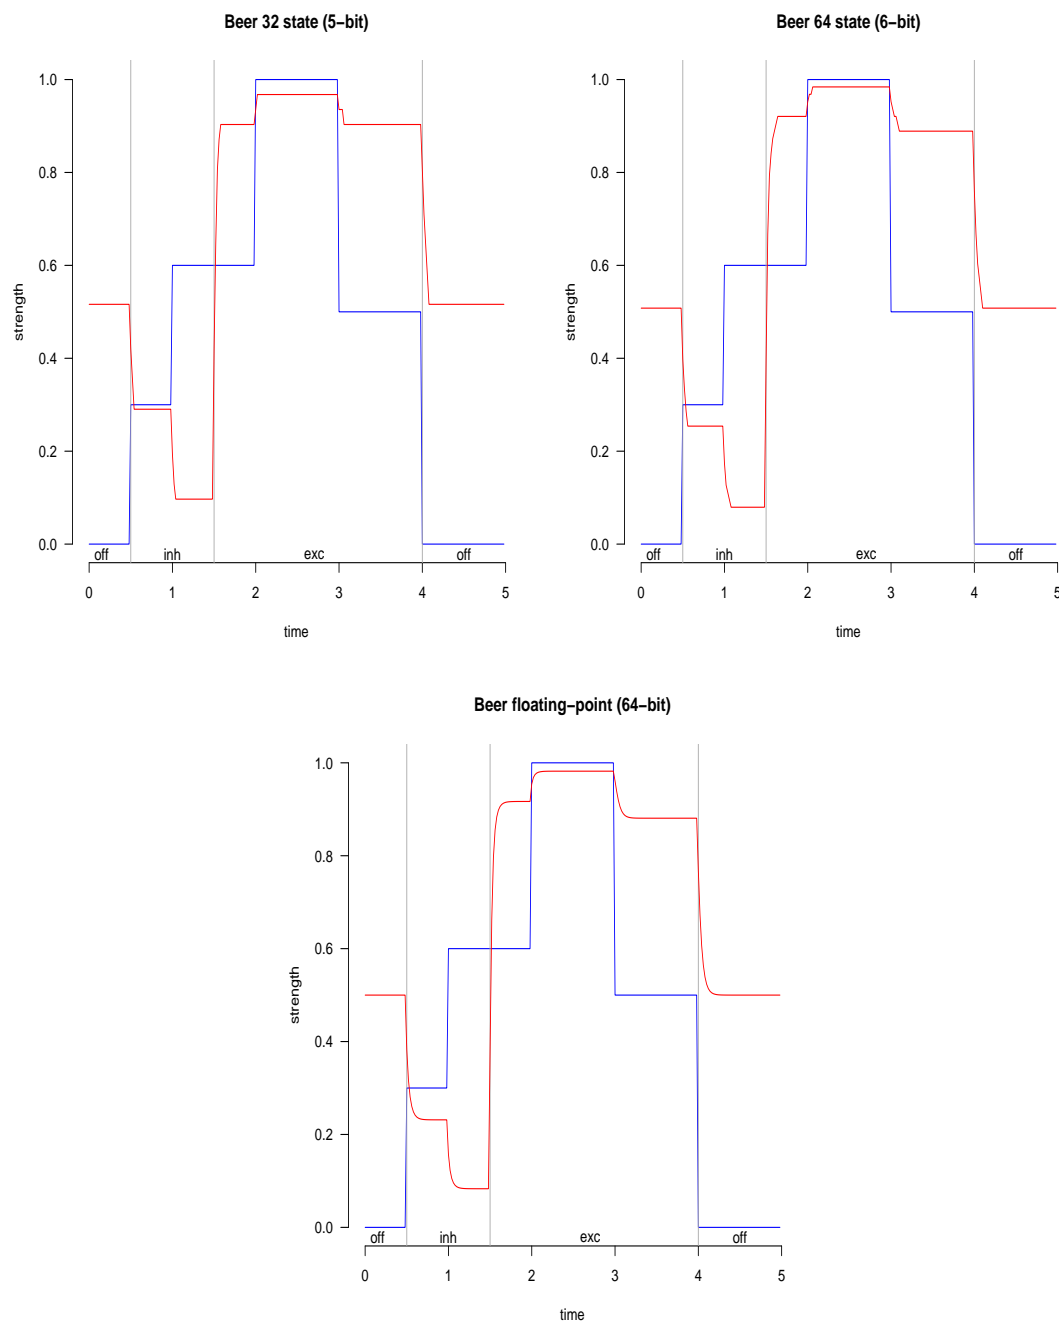 Beer 32 state (5−bit)
strength
1.0
0.8
0.6
0.4
0.2
0.0
off inh exc off
0 1 2 3 4 5
time
Beer 64 state (6−bit)
strength
1.0
0.8
0.6
0.4
0.2
0.0
off inh exc off
0 1 2 3 4 5
time
Beer floating−point (64−bit)
strength
1.0
0.8
0.6
0.4
0.2
0.0
off inh exc off
0 1 2 3 4 5
time